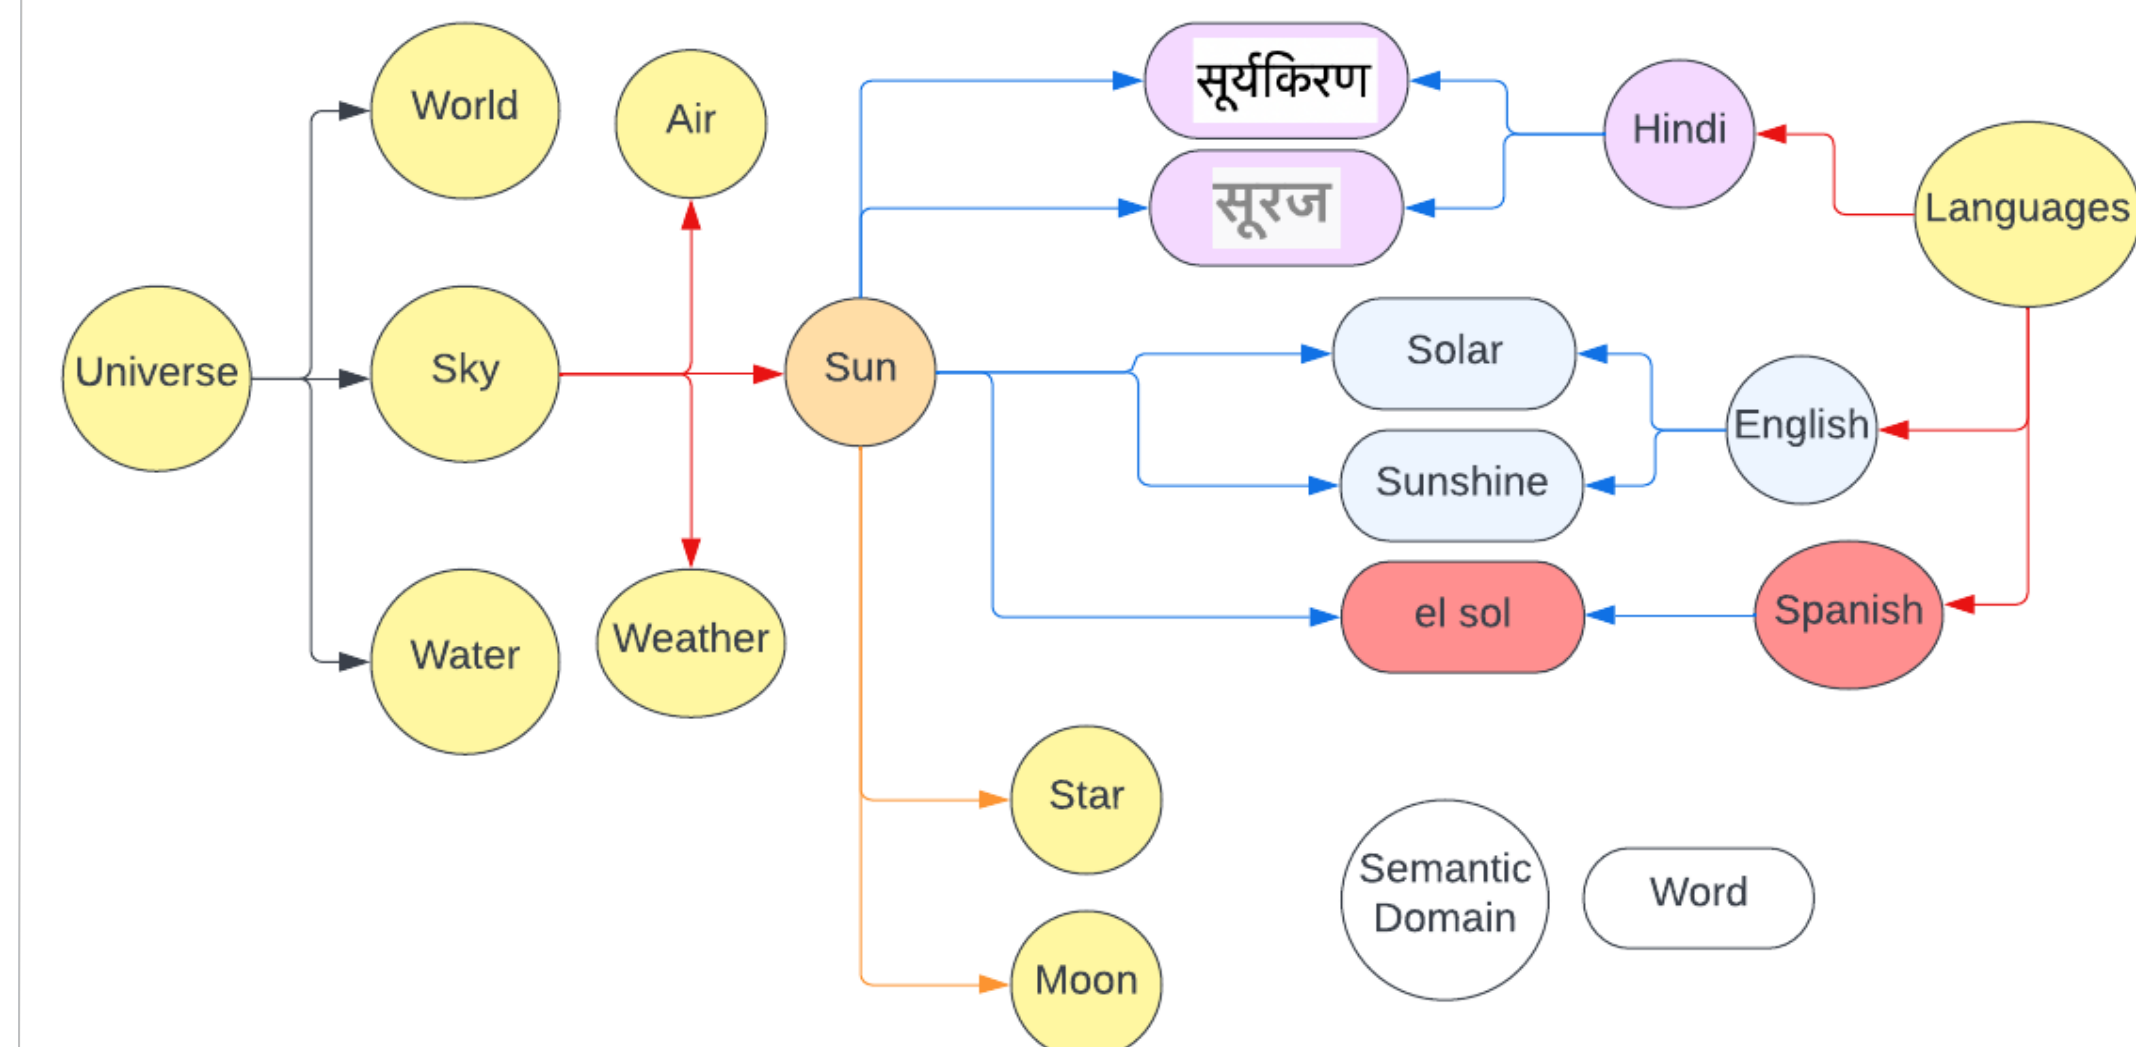 World
Air
सूर्यकिरण
Hindi
सूरज
Languages
Universe
Sky
Sun
Solar
English
Sunshine
Water
Weather
el sol
Spanish
Star
Semantic
Domain
Word
Moon